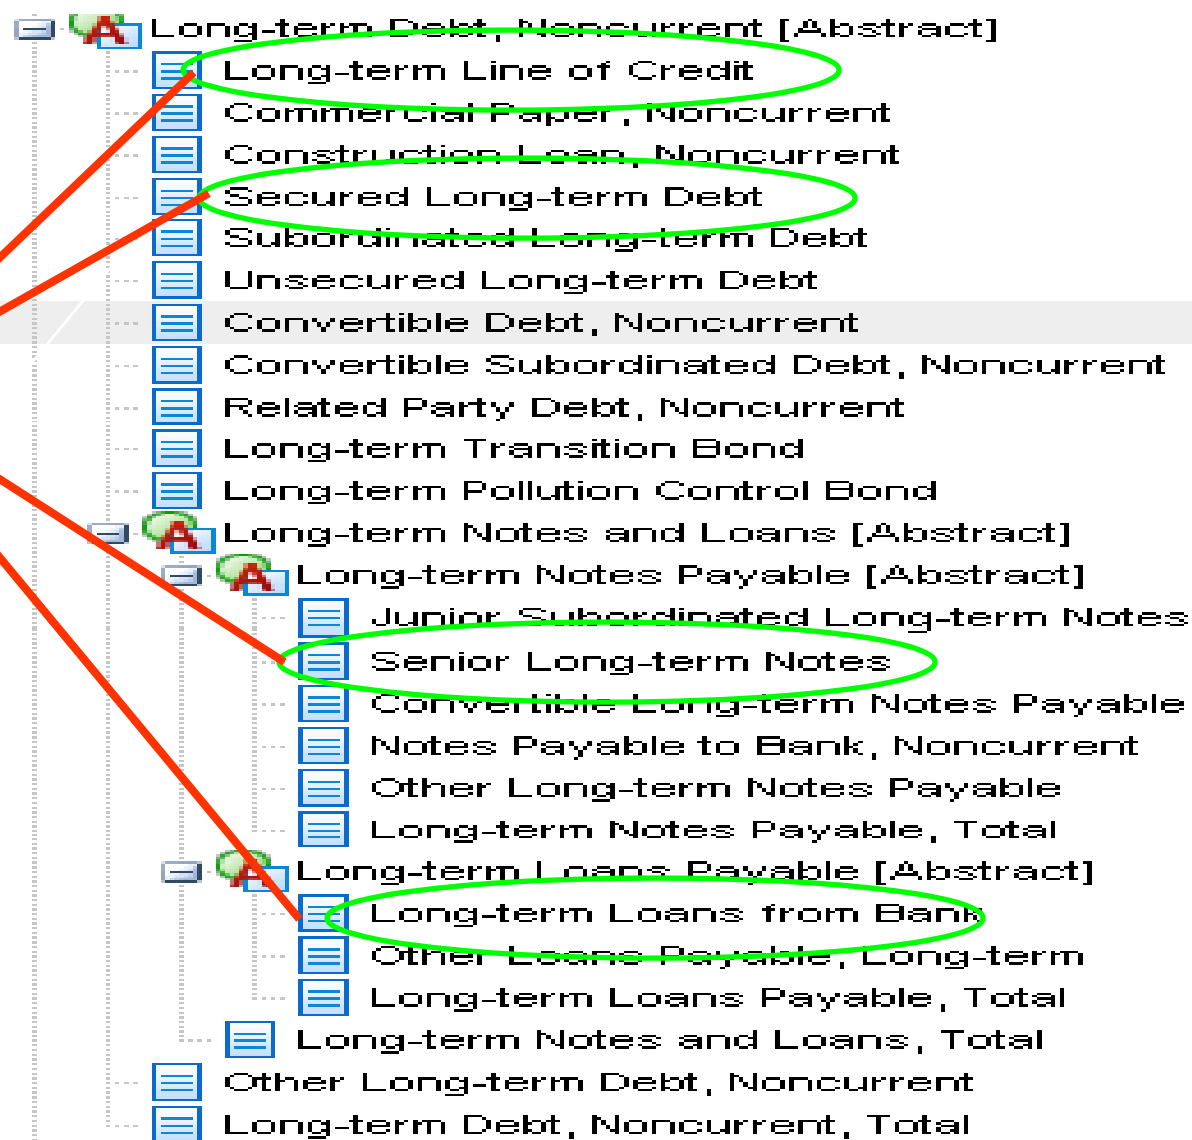 Long-term Debt, Noncurrent [Abstract]
Long-term Line of Credit
Commercial Paper, Noncurrent
Construction Loan, Noncurrent
Secured Long-term Debt
Subordinated Long-term Debt
Unsecured Long-term Debt
Convertible Debt, Noncurrent
Convertible Subordinated Debt, Noncurrent
Related Party Debt, Noncurrent
Long-term Transition Bond
Long-term Pollution Control Bond
Long-term Notes and Loans [Abstract]
Long-term Notes Payable [Abstract]
Junior Subordinated Long-term Notes
Senior Long-term Notes
Convertible Long-term Notes Payable
Notes Payable to Bank, Noncurrent
Other Long-term Notes Payable
Long-term Notes Payable, Total
Long-term Loans Payable [Abstract]
Long-term Loans from Bank
Other Loans Payable, Long-term
Long-term Loans Payable, Total
Long-term Notes and Loans, Total
Other Long-term Debt, Noncurrent
Long-term Debt, Noncurrent, Total